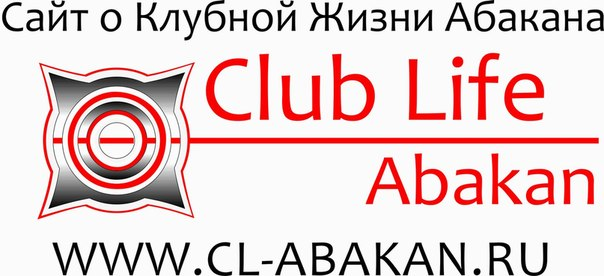 Сайт о Клубной Жизни Абакана
Club Life
Abakan
WWW.CL-ABAKAN.RU